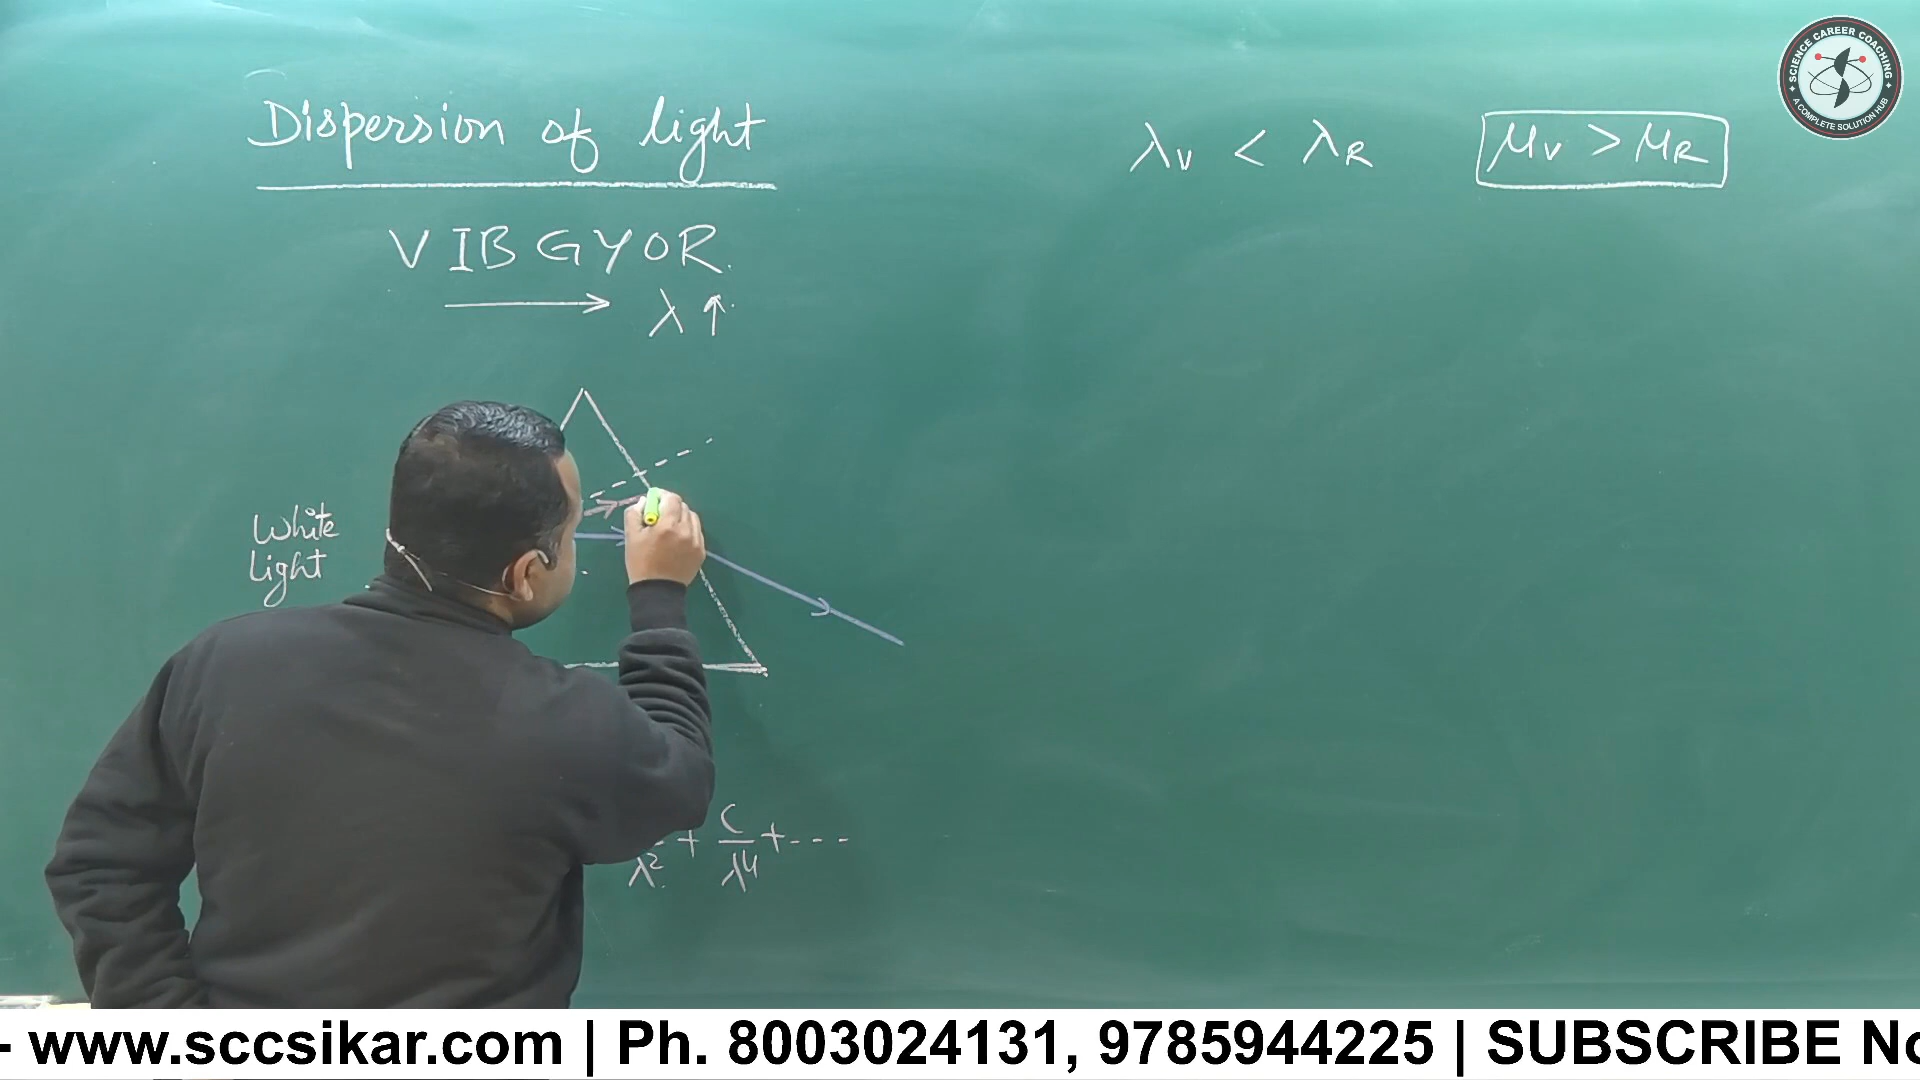 Dispersion of light
λV < λR
μV > μR
VIBGYOR
λ↑
White
light
λ² + C/λ⁴ + ---
SCIENCE CAREER COACHING
A COMPLETE SOLUTION HUB
- www.sccsikar.com | Ph. 8003024131, 9785944225 | SUBSCRIBE No